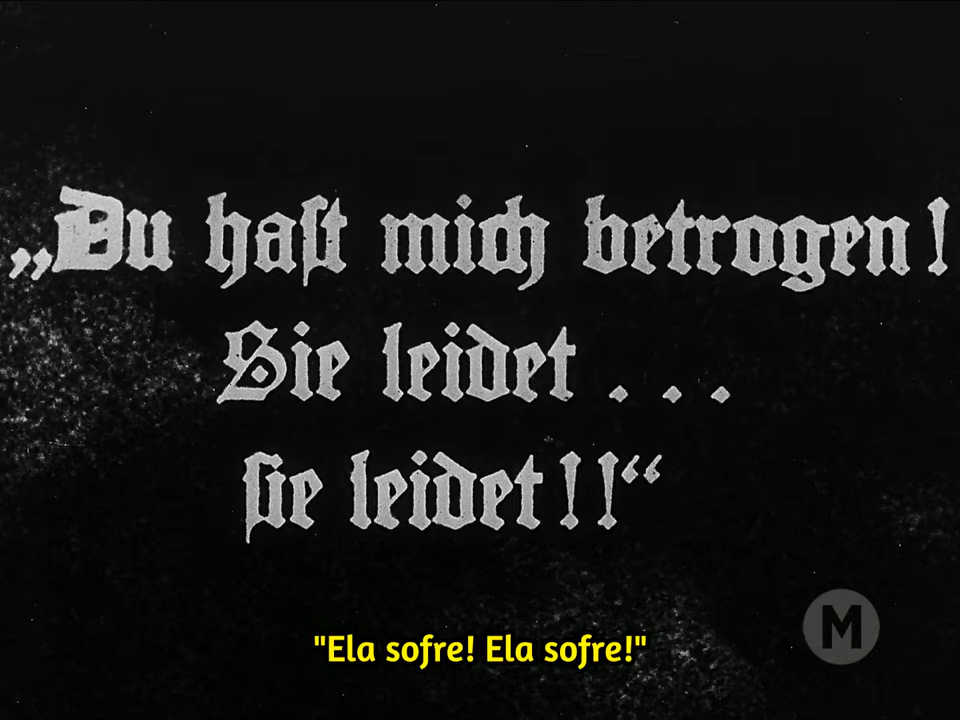 „Du haſt mich betrogen!
Sie leidet . . .
ſie leidet!!“
"Ela sofre! Ela sofre!"
M